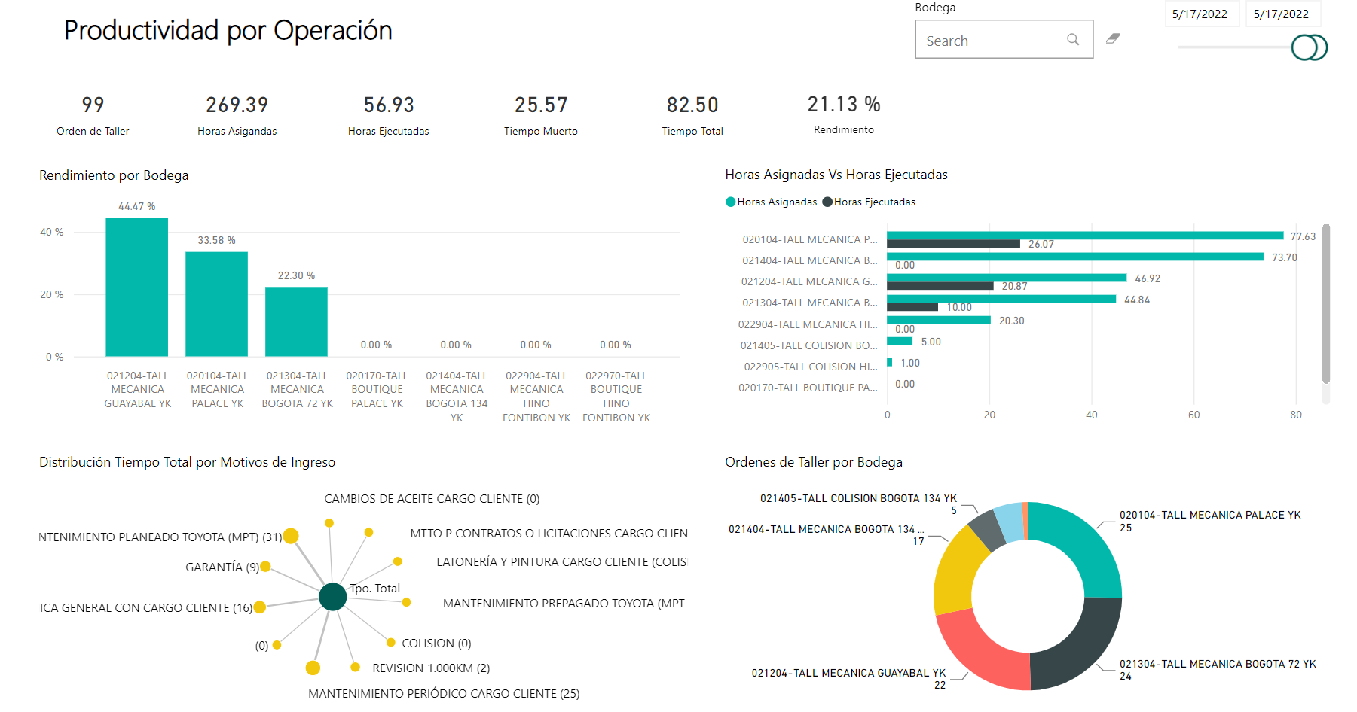 Productividad por Operación
Bodega
Search
5/17/2022
5/17/2022
99
Orden de Taller
269.39
Horas Asigandas
56.93
Horas Ejecutadas
25.57
Tiempo Muerto
82.50
Tiempo Total
21.13 %
Rendimiento
Rendimiento por Bodega
40 %
20 %
0 %
44.47 %
33.58 %
22.30 %
0.00 %
0.00 %
0.00 %
0.00 %
021204-TALL
MECANICA
GUAYABAL YK
020104-TALL
MECANICA
PALACE YK
021304-TALL
MECANICA
BOGOTA 72 YK
020170-TALL
BOUTIQUE
PALACE YK
021404-TALL
MECANICA
BOGOTA 134
YK
022904-TALL
MECANICA
HINO
FONTIBON YK
022970-TALL
BOUTIQUE
HINO
FONTIBON YK
Horas Asignadas Vs Horas Ejecutadas
Horas Asignadas Horas Ejecutadas
020104-TALL MECANICA P...
77.63
26.07
021404-TALL MECANICA B...
73.70
0.00
021204-TALL MECANICA G...
46.92
20.87
021304-TALL MECANICA B...
44.84
10.00
022904-TALL MECANICA HI...
20.30
0.00
021405-TALL COLISION BO...
5.00
022905-TALL COLISION HI...
1.00
020170-TALL BOUTIQUE PA...
0.00
0 20 40 60 80
Distribución Tiempo Total por Motivos de Ingreso
CAMBIOS DE ACEITE CARGO CLIENTE (0)
NTENIMIENTO PLANEADO TOYOTA (MPT) (31)
MTTO P CONTRATOS O LICITACIONES CARGO CLIEN
GARANTÍA (9)
LATONERÍA Y PINTURA CARGO CLIENTE (COLIS
Tpo. Total
ICA GENERAL CON CARGO CLIENTE (16)
MANTENIMIENTO PREPAGADO TOYOTA (MPT
(0)
COLISION (0)
REVISION 1.000KM (2)
MANTENIMIENTO PERIÓDICO CARGO CLIENTE (25)
Ordenes de Taller por Bodega
021405-TALL COLISION BOGOTA 134 YK
5
020104-TALL MECANICA PALACE YK
25
021404-TALL MECANICA BOGOTA 134 ...
17
021304-TALL MECANICA BOGOTA 72 YK
24
021204-TALL MECANICA GUAYABAL YK
22